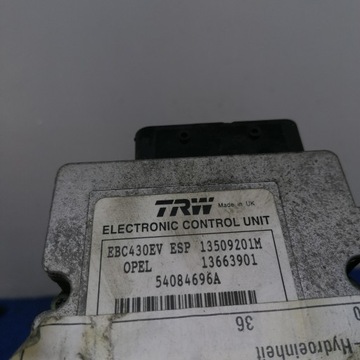 TRW Made in UK
ELECTRONIC CONTROL UNIT
EBC430EV ESP 13509201M
OPEL 13663901
54084696A
36
-Hydroeinheit